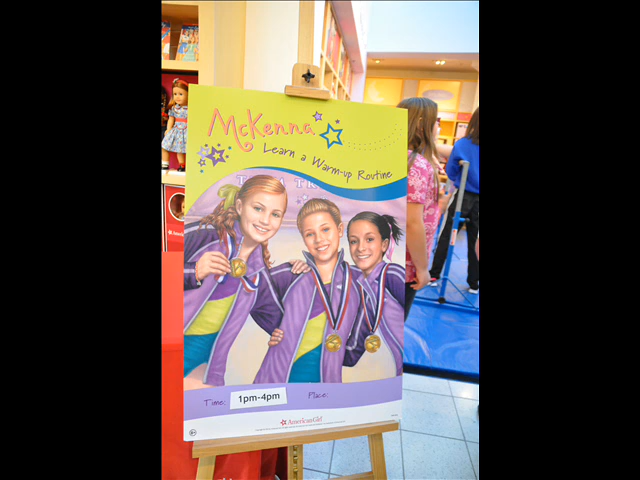 McKenna
Learn a Warm-up Routine
Time: 1pm-4pm Place:
American Girl